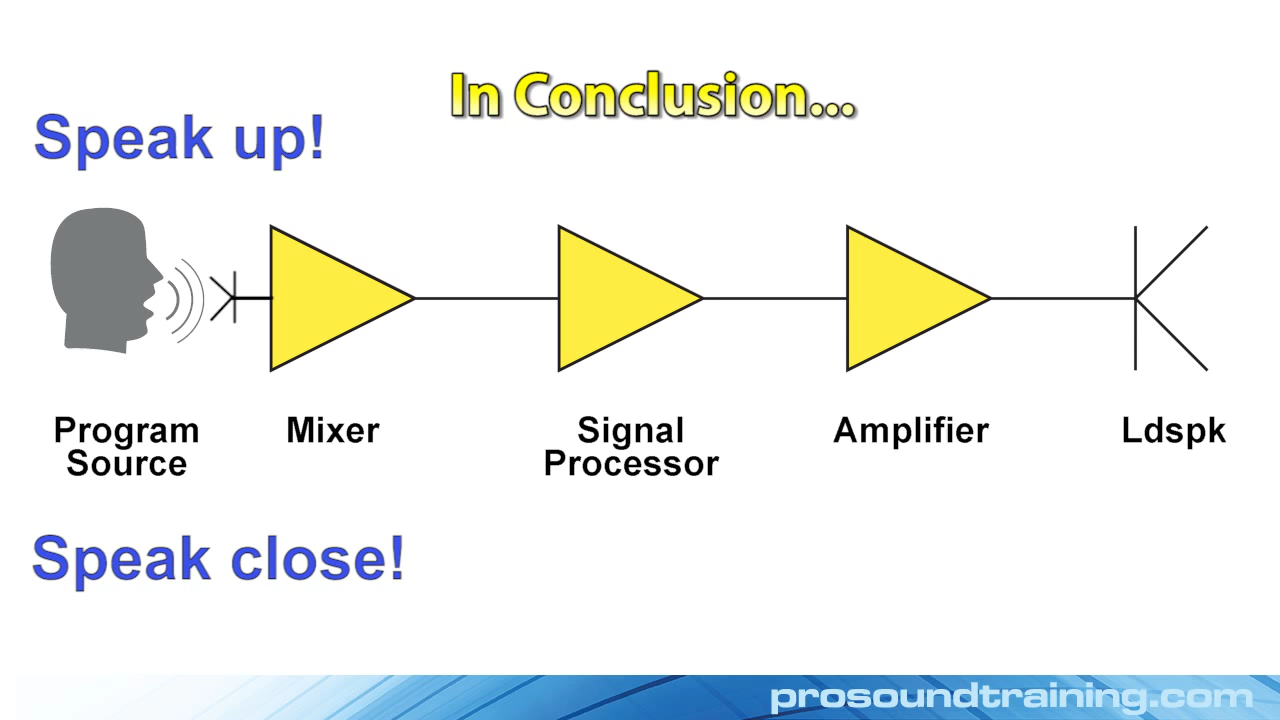 In Conclusion...
Speak up!
Program
Source
Mixer
Signal
Processor
Amplifier
Ldspk
Speak close!
prosoundtraining.com